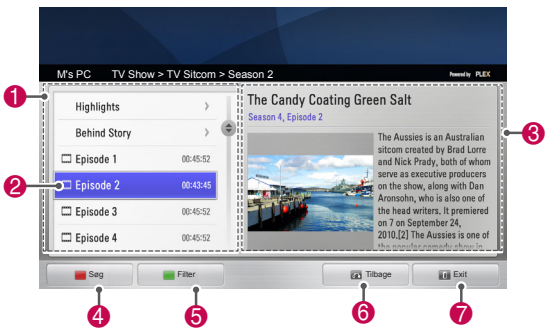 M's PC TV Show > TV Sitcom > Season 2
Powered by PLEX
1
Highlights
Behind Story
Episode 1 00:45:52
2
Episode 2 00:43:45
Episode 3 00:45:52
Episode 4 00:45:52
The Candy Coating Green Salt
Season 4, Episode 2
3
The Aussies is an Australian
sitcom created by Brad Lorre
and Nick Prady, both of whom
serve as executive producers
on the show, along with Dan
Aronsohn, who is also one of
the head writers. It premiered
on 7 on September 24,
2010.[2] The Aussies is one of
the popular comedy show in
Søg
Filter
Tilbage
Exit
4
5
6
7